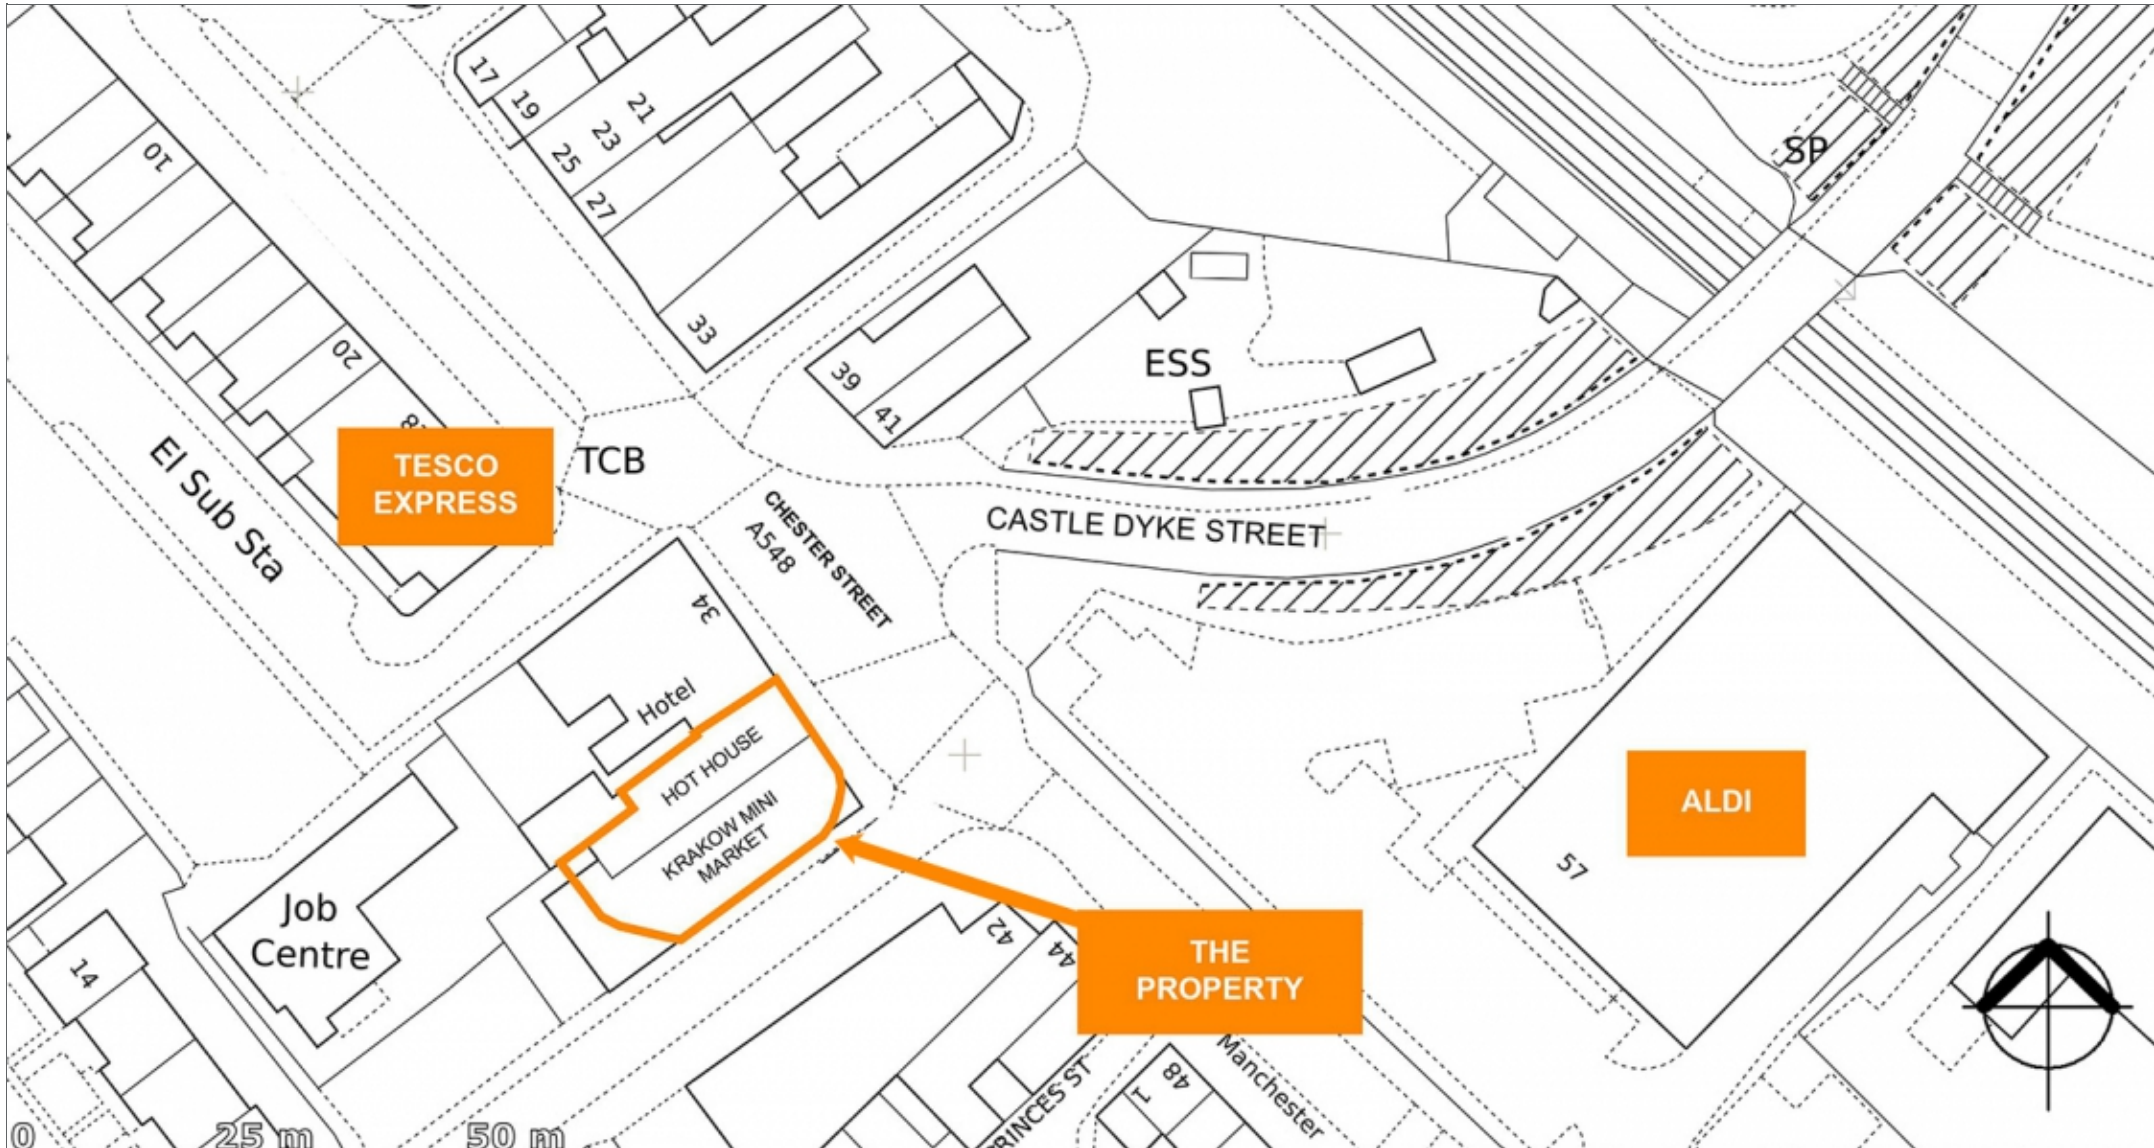 17
19
21
23
25
27
33
10
20
SP
39
41
ESS
TESCO
EXPRESS
TCB
El Sub Sta
CHESTER STREET
A548
CASTLE DYKE STREET
34
Hotel
HOT HOUSE
KRAKOW MINI
MARKET
ALDI
57
Job
Centre
14
42
44
THE
PROPERTY
48
1
Manchester
PRINCES ST
0
25 m
50 m